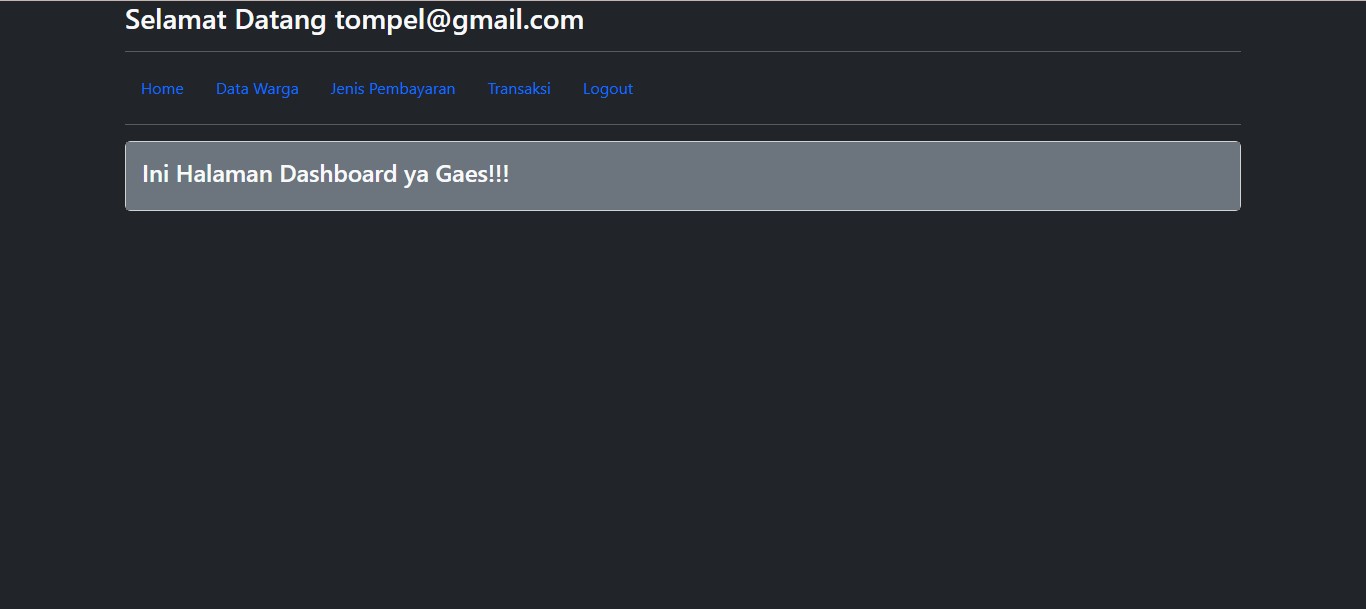 Selamat Datang tompel@gmail.com
Home Data Warga Jenis Pembayaran Transaksi Logout
Ini Halaman Dashboard ya Gaes!!!